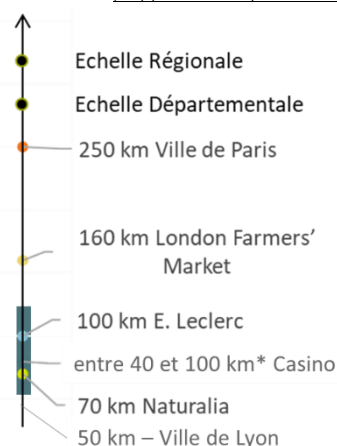 Echelle Régionale
Echelle Départementale
250 km Ville de Paris
160 km London Farmers’
Market
100 km E. Leclerc
entre 40 et 100 km* Casino
70 km Naturalia
50 km – Ville de Lyon